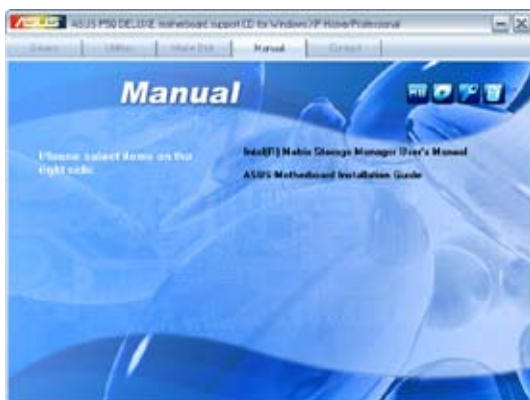 ASUS P5Q DELUXE motherboard support CD for Windows XP Home/Professional
Drivers
Utilities
Make Disk
Manual
Contact
Manual
Please select items on the
right side.
Intel(R) Matrix Storage Manager User's Manual
ASUS Motherboard Installation Guide